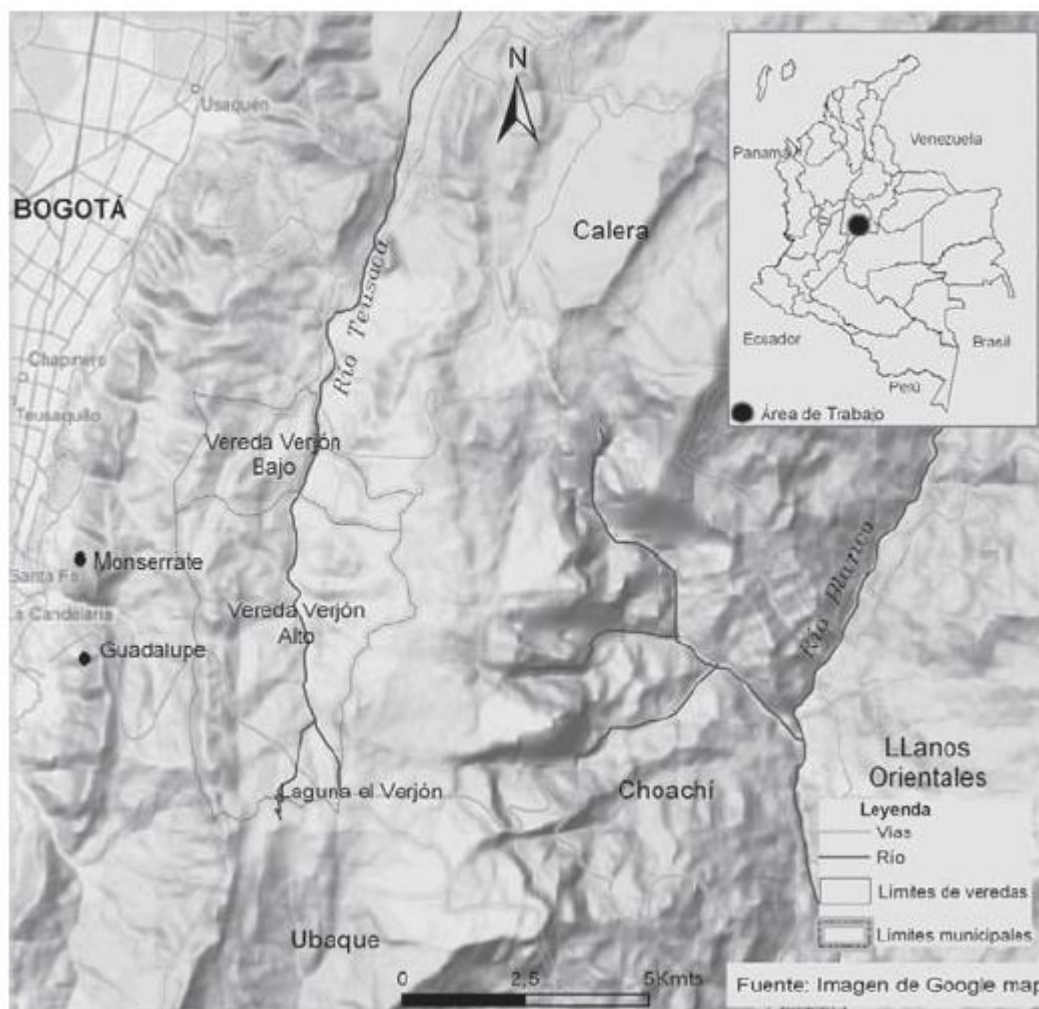 N
Usaquén
BOGOTÁ
Río Teusaca
Calera
Chapinero
Teusaquillo
Vereda Verjón
Bajo
Monserrate
Santa Fe
a Candelaria
Vereda Verjón
Alto
Guadalupe
Río Blanco
Laguna el Verjón
Choachí
LLanos
Orientales
Ubaque
0 2,5 5Kmts
Panamá
Venezuela
Ecuador
Brasil
Perú
Área de Trabajo
Leyenda
Vías
Río
Límites de veredas
Límites municipales
Fuente: Imagen de Google map